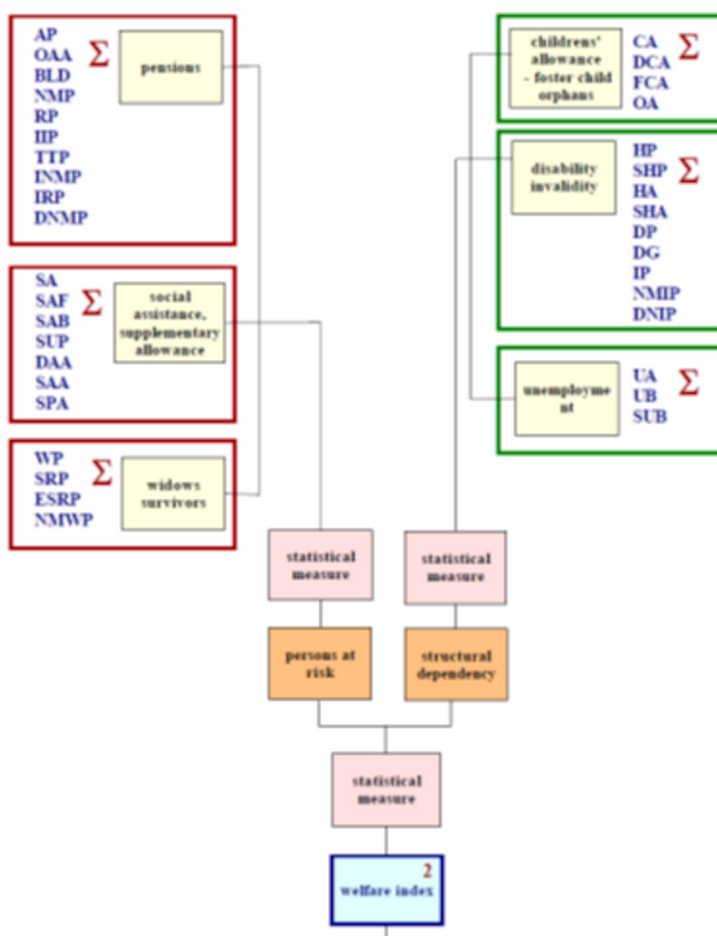 AP
OAA
BLD
NMP
RP
IIP
TTP
INMP
IRP
DNMP
Σ
pensions
SA
SAF
SAB
SUP
DAA
SAA
SPA
Σ
social
assistance,
supplementary
allowance
WP
SRP
ESRP
NMWP
Σ
widows
survivors
childrens'
allowance
- foster child
orphans
CA
DCA
FCA
OA
Σ
disability
invalidity
HP
SHP
HA
SHA
DP
DG
IP
NMIP
DNIP
Σ
unemployme
nt
UA
UB
SUB
Σ
statistical
measure
statistical
measure
persons at
risk
structural
dependency
statistical
measure
2
welfare index